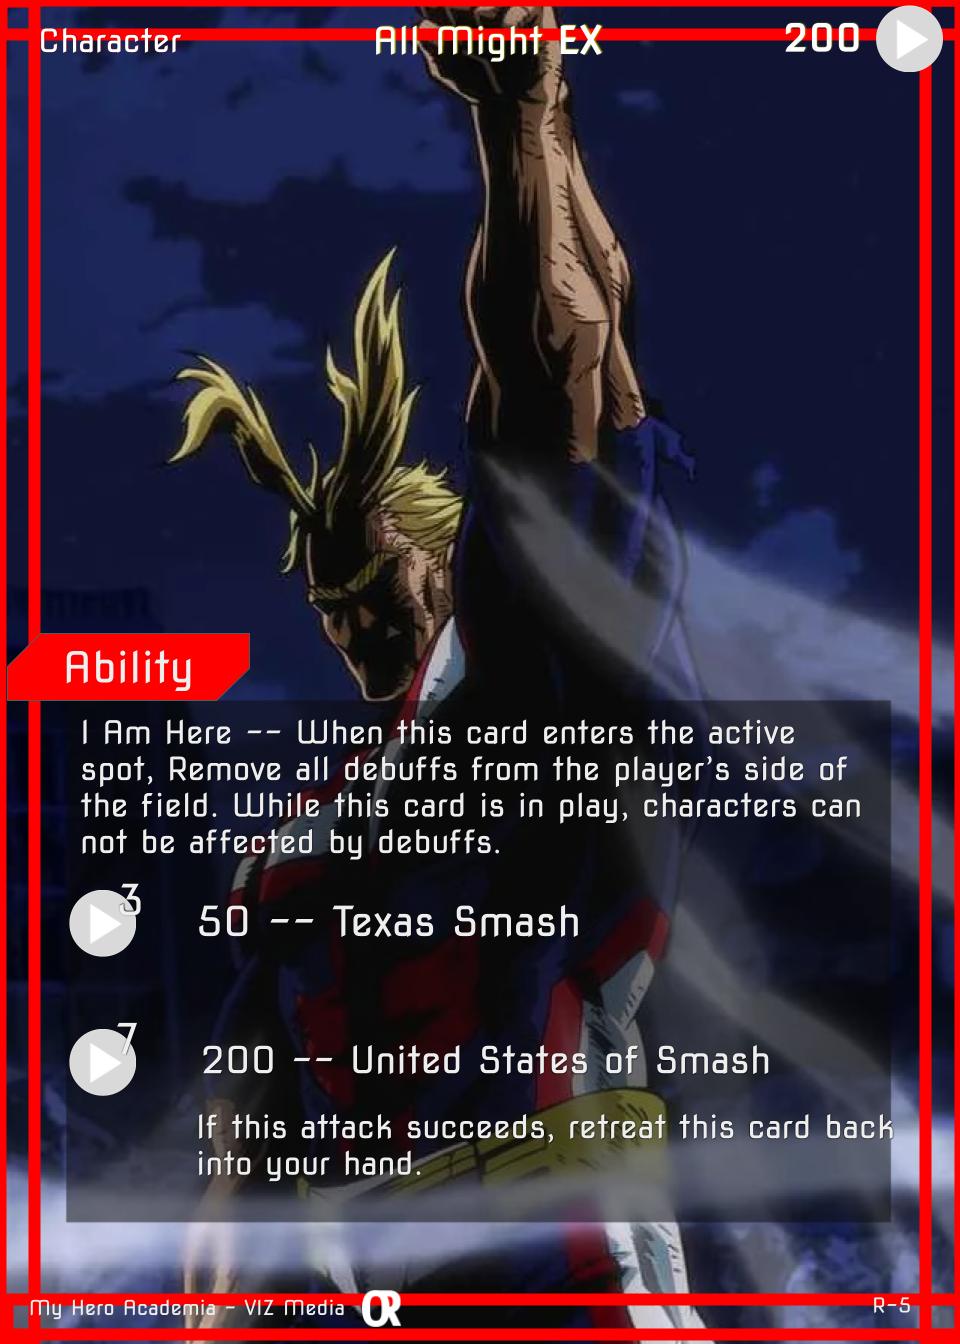 Character All Might EX 200
Ability
I Am Here -- When this card enters the active
spot, Remove all debuffs from the player's side of
the field. While this card is in play, characters can
not be affected by debuffs.
3 50 -- Texas Smash
7 200 -- United States of Smash
If this attack succeeds, retreat this card back
into your hand.
My Hero Academia - VIZ Media OR R-5